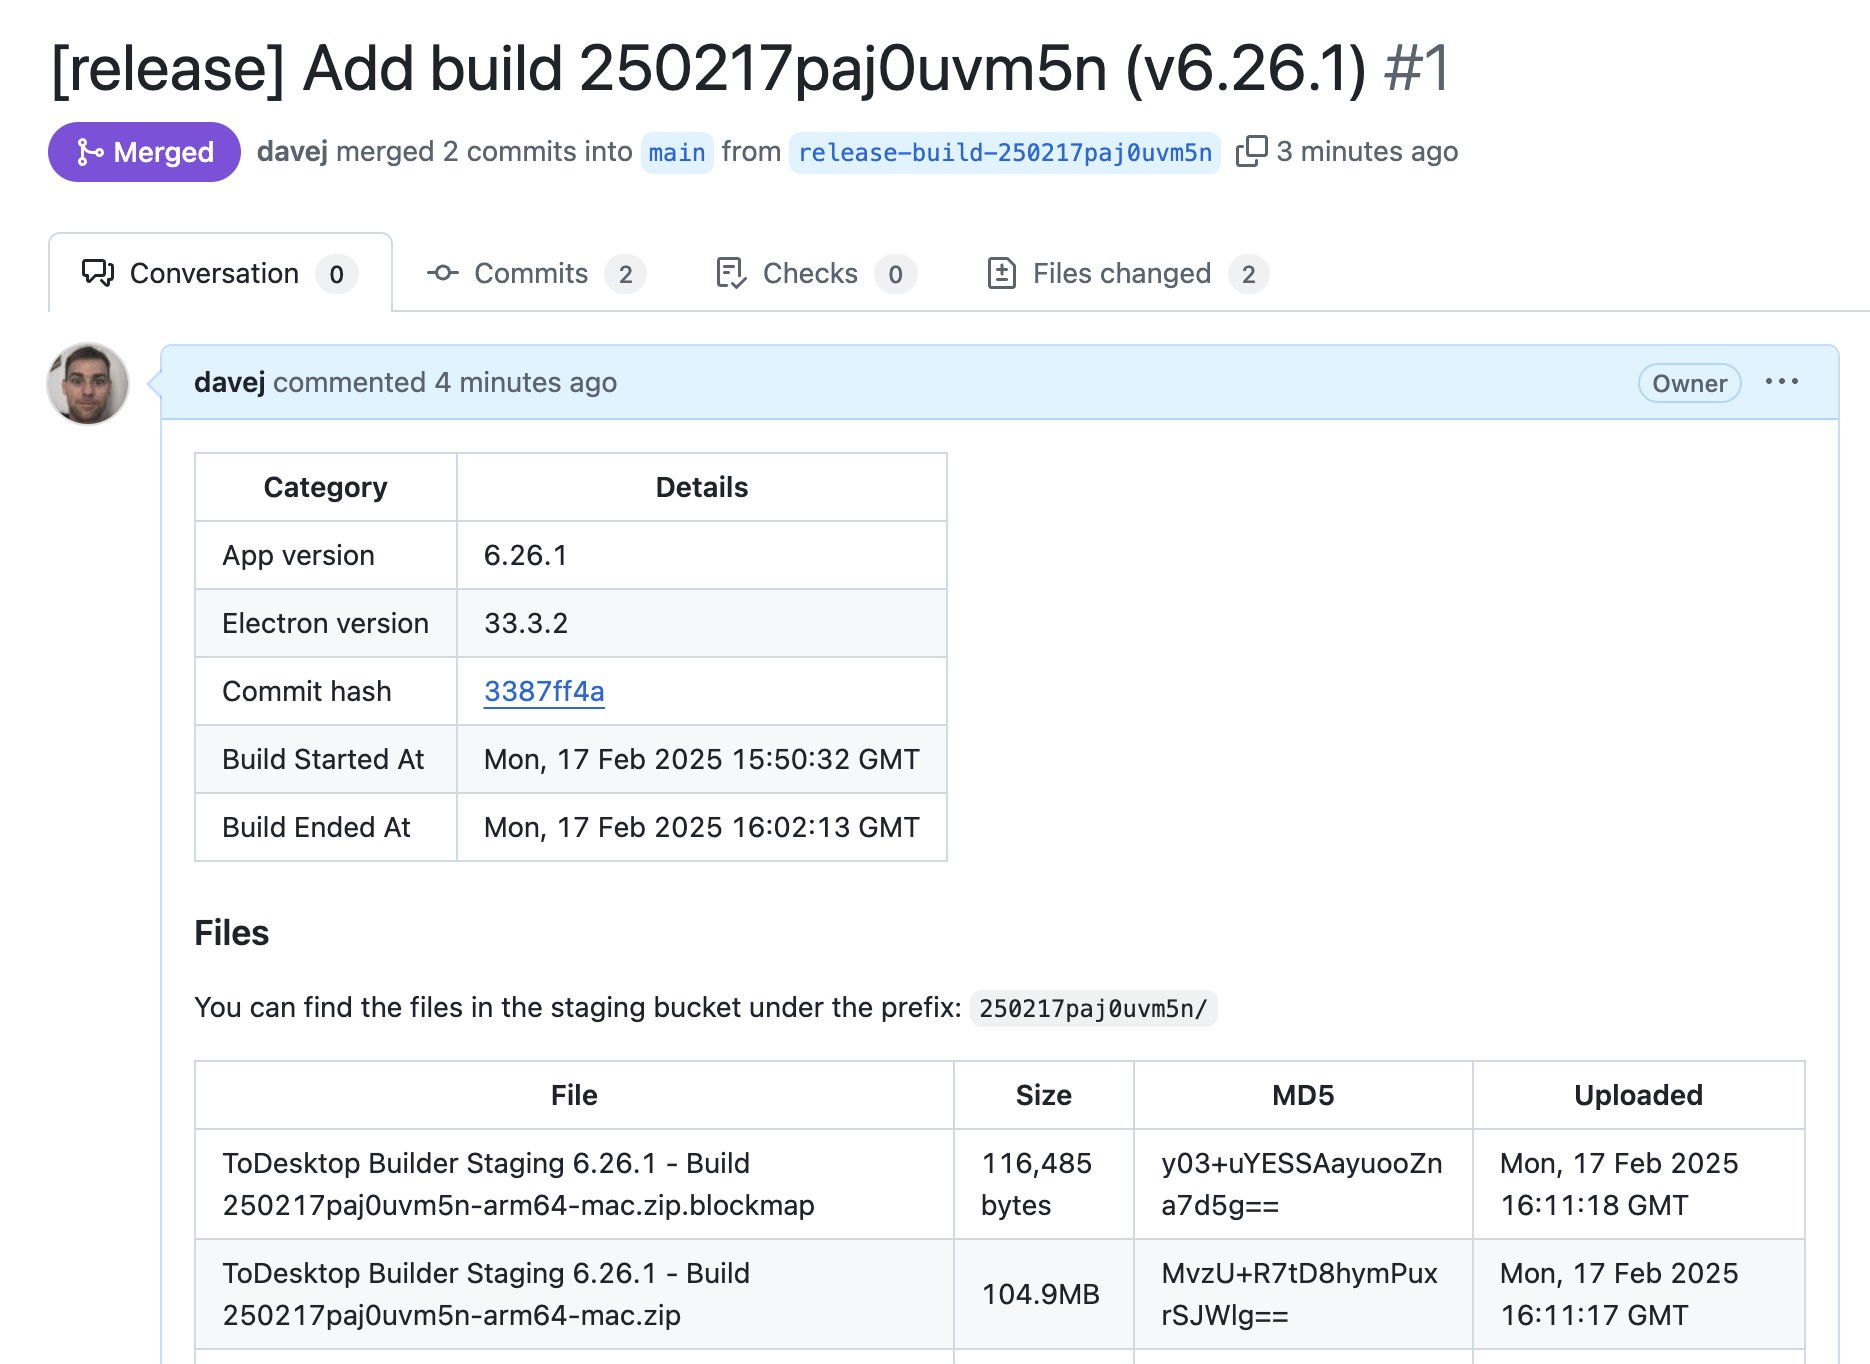 [release] Add build 250217paj0uvm5n (v6.26.1) #1
Merged davej merged 2 commits into main from release-build-250217paj0uvm5n 3 minutes ago
Conversation 0 Commits 2 Checks 0 Files changed 2
davej commented 4 minutes ago Owner ...
Category Details
App version 6.26.1
Electron version 33.3.2
Commit hash 3387ff4a
Build Started At Mon, 17 Feb 2025 15:50:32 GMT
Build Ended At Mon, 17 Feb 2025 16:02:13 GMT
Files
You can find the files in the staging bucket under the prefix: 250217paj0uvm5n/
File Size MD5 Uploaded
ToDesktop Builder Staging 6.26.1 - Build 116,485 y03+uYESSAayuooZn Mon, 17 Feb 2025
250217paj0uvm5n-arm64-mac.zip.blockmap bytes a7d5g== 16:11:18 GMT
ToDesktop Builder Staging 6.26.1 - Build 104.9MB MvzU+R7tD8hymPux Mon, 17 Feb 2025
250217paj0uvm5n-arm64-mac.zip rSJWlg== 16:11:17 GMT